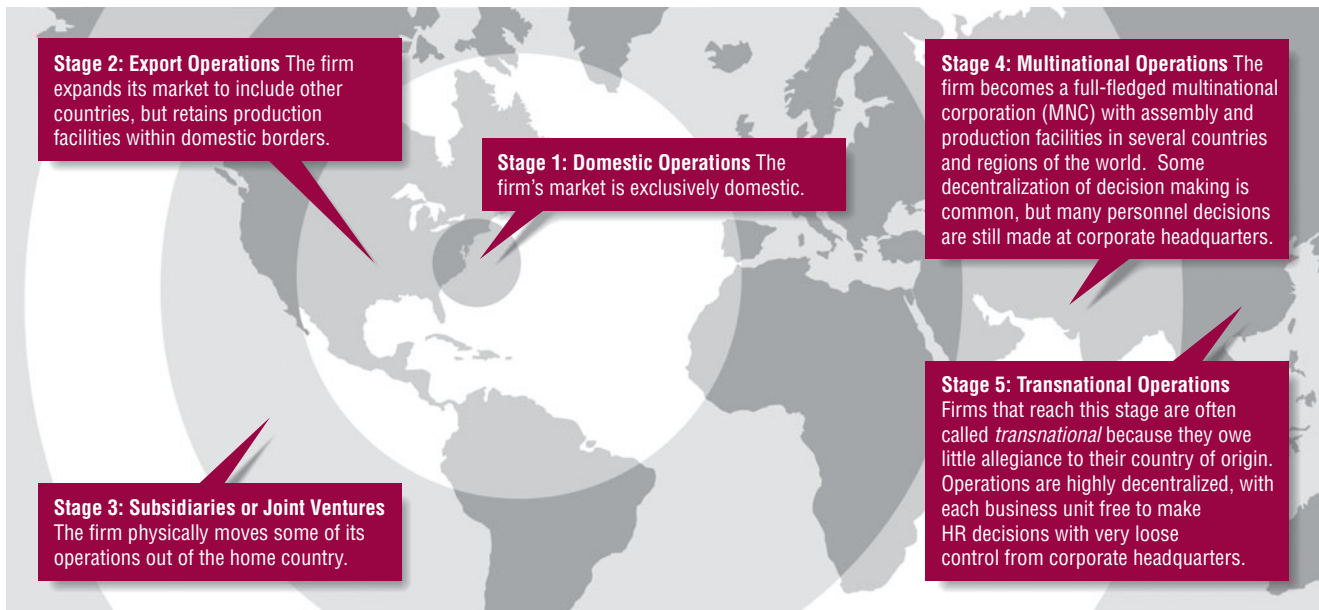 Stage 2: Export Operations The firm
expands its market to include other
countries, but retains production
facilities within domestic borders.
Stage 1: Domestic Operations The
firm's market is exclusively domestic.
Stage 4: Multinational Operations The
firm becomes a full-fledged multinational
corporation (MNC) with assembly and
production facilities in several countries
and regions of the world. Some
decentralization of decision making is
common, but many personnel decisions
are still made at corporate headquarters.
Stage 3: Subsidiaries or Joint Ventures
The firm physically moves some of its
operations out of the home country.
Stage 5: Transnational Operations
Firms that reach this stage are often
called transnational because they owe
little allegiance to their country of origin.
Operations are highly decentralized, with
each business unit free to make
HR decisions with very loose
control from corporate headquarters.